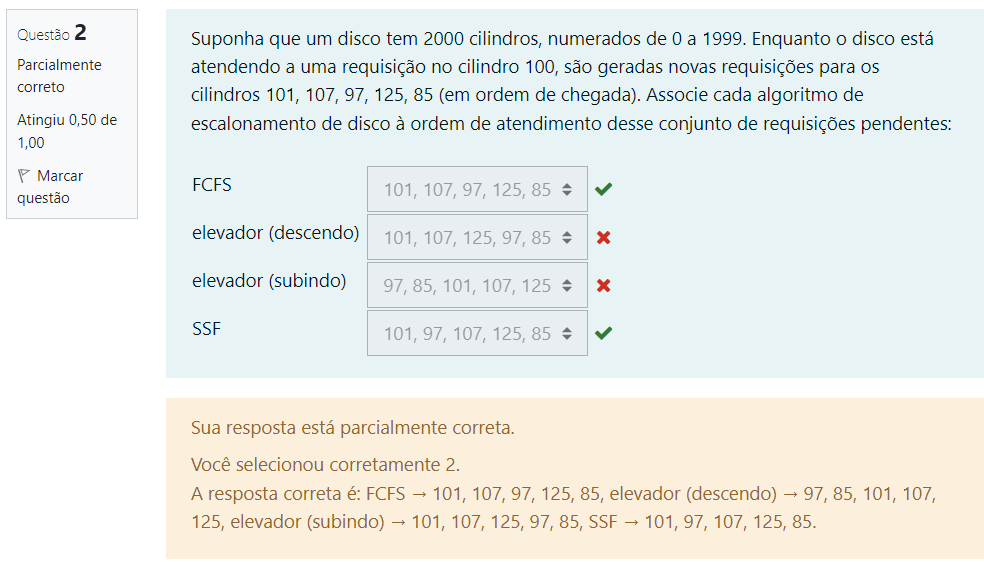 Questão 2
Parcialmente
correto
Atingiu 0,50 de
1,00
Marcar
questão
Suponha que um disco tem 2000 cilindros, numerados de 0 a 1999. Enquanto o disco está
atendendo a uma requisição no cilindro 100, são geradas novas requisições para os
cilindros 101, 107, 97, 125, 85 (em ordem de chegada). Associe cada algoritmo de
escalonamento de disco à ordem de atendimento desse conjunto de requisições pendentes:
FCFS 101, 107, 97, 125, 85
elevador (descendo) 101, 107, 125, 97, 85
elevador (subindo) 97, 85, 101, 107, 125
SSF 101, 97, 107, 125, 85
Sua resposta está parcialmente correta.
Você selecionou corretamente 2.
A resposta correta é: FCFS → 101, 107, 97, 125, 85, elevador (descendo) → 97, 85, 101, 107,
125, elevador (subindo) → 101, 107, 125, 97, 85, SSF → 101, 97, 107, 125, 85.